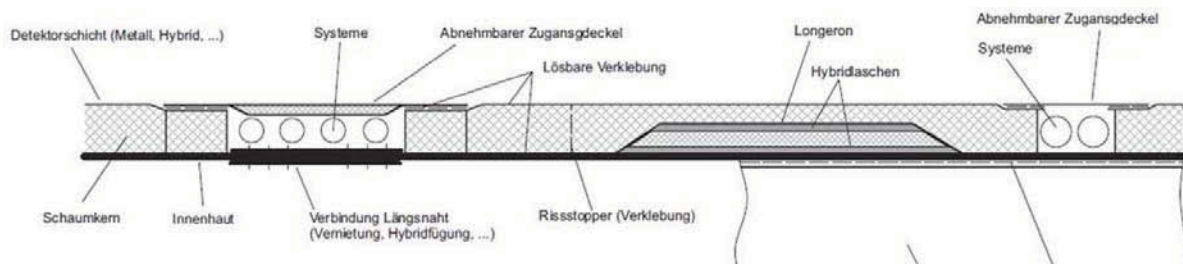 Abnehmbarer Zugansgdeckel
Detektorschicht (Metall, Hybrid, ...)
Systeme
Abnehmbarer Zugansgdeckel
Longeron
Systeme
Lösbare Verklebung
Hybridlaschen
Schaumkern
Innenhaut
Verbindung Längsnaht
(Vernietung, Hybridfügung, ...)
Rissstopper (Verklebung)